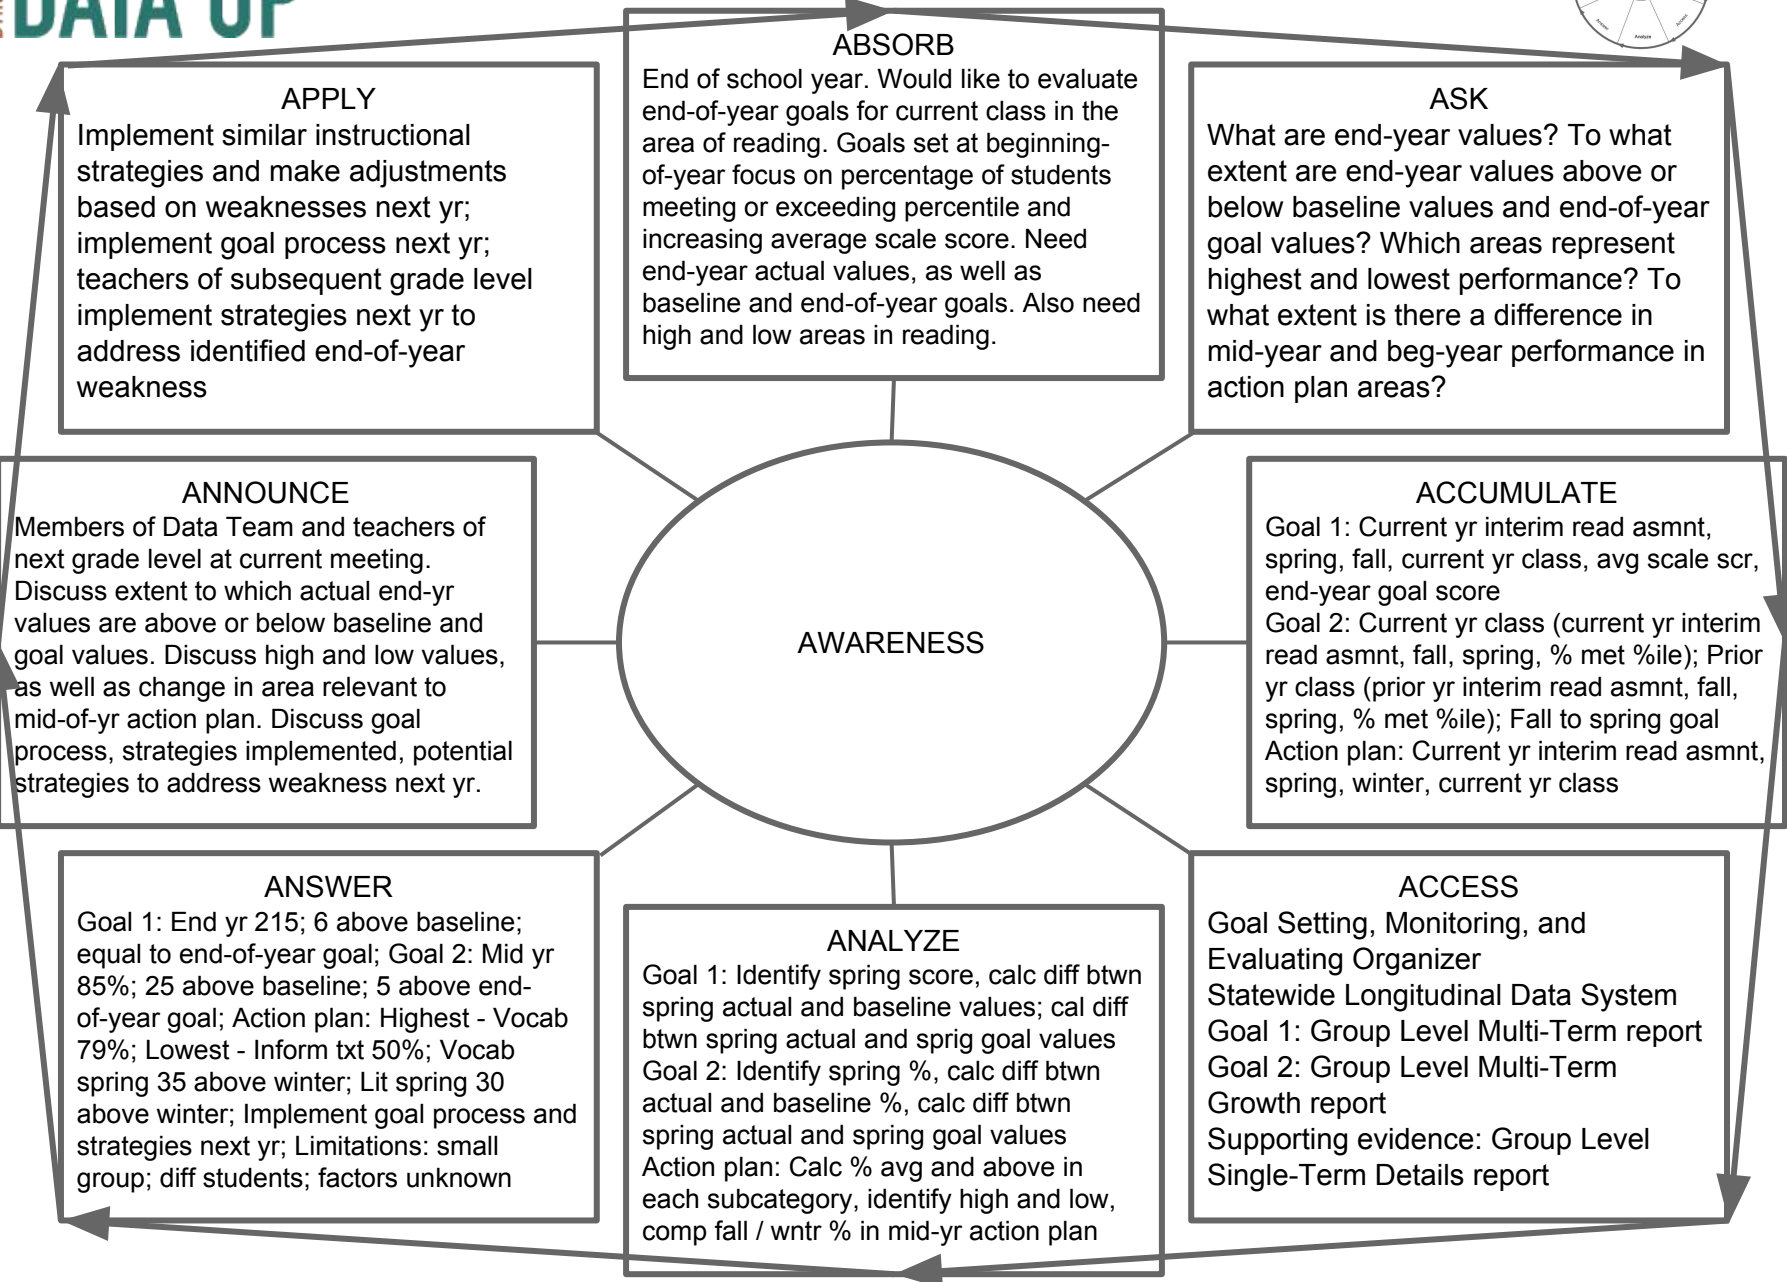 DATA UP
Answer
Analyze
Access
ABSORB
End of school year. Would like to evaluate
end-of-year goals for current class in the
area of reading. Goals set at beginning-
of-year focus on percentage of students
meeting or exceeding percentile and
increasing average scale score. Need
end-year actual values, as well as
baseline and end-of-year goals. Also need
high and low areas in reading.
ASK
What are end-year values? To what
extent are end-year values above or
below baseline values and end-of-year
goal values? Which areas represent
highest and lowest performance? To
what extent is there a difference in
mid-year and beg-year performance in
action plan areas?
ACCUMULATE
Goal 1: Current yr interim read asmnt,
spring, fall, current yr class, avg scale scr,
end-year goal score
Goal 2: Current yr class (current yr interim
read asmnt, fall, spring, % met %ile); Prior
yr class (prior yr interim read asmnt, fall,
spring, % met %ile); Fall to spring goal
Action plan: Current yr interim read asmnt,
spring, winter, current yr class
ACCESS
Goal Setting, Monitoring, and
Evaluating Organizer
Statewide Longitudinal Data System
Goal 1: Group Level Multi-Term report
Goal 2: Group Level Multi-Term
Growth report
Supporting evidence: Group Level
Single-Term Details report
ANALYZE
Goal 1: Identify spring score, calc diff btwn
spring actual and baseline values; cal diff
btwn spring actual and sprig goal values
Goal 2: Identify spring %, calc diff btwn
actual and baseline %, calc diff btwn
spring actual and spring goal values
Action plan: Calc % avg and above in
each subcategory, identify high and low,
comp fall / wntr % in mid-yr action plan
ANSWER
Goal 1: End yr 215; 6 above baseline;
equal to end-of-year goal; Goal 2: Mid yr
85%; 25 above baseline; 5 above end-
of-year goal; Action plan: Highest - Vocab
79%; Lowest - Inform txt 50%; Vocab
spring 35 above winter; Lit spring 30
above winter; Implement goal process and
strategies next yr; Limitations: small
group; diff students; factors unknown
ANNOUNCE
Members of Data Team and teachers of
next grade level at current meeting.
Discuss extent to which actual end-yr
values are above or below baseline and
goal values. Discuss high and low values,
as well as change in area relevant to
mid-of-yr action plan. Discuss goal
process, strategies implemented, potential
strategies to address weakness next yr.
APPLY
Implement similar instructional
strategies and make adjustments
based on weaknesses next yr;
implement goal process next yr;
teachers of subsequent grade level
implement strategies next yr to
address identified end-of-year
weakness
AWARENESS